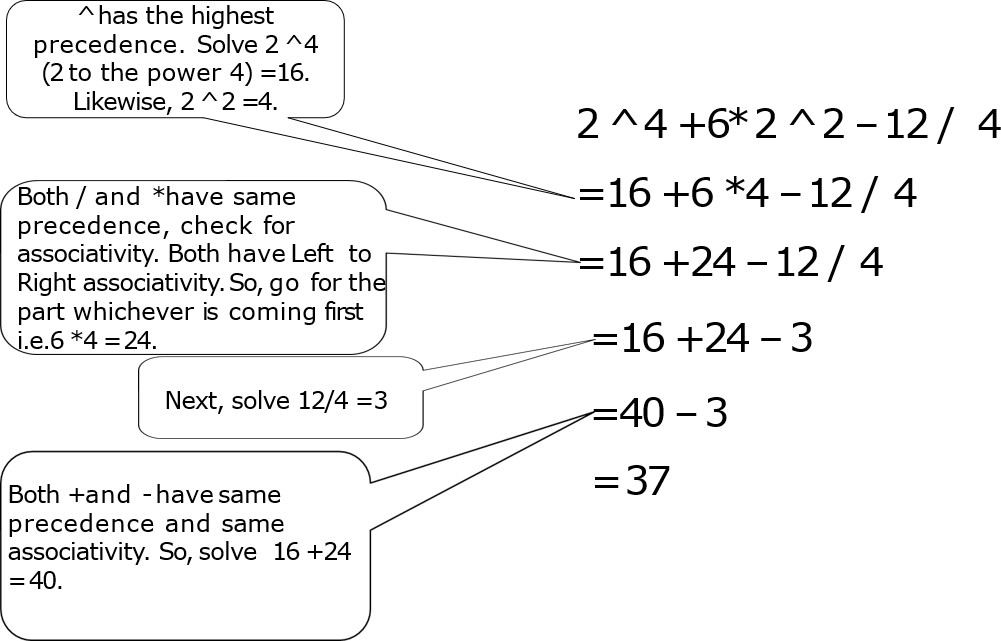 ^has the highest
precedence. Solve 2 ^4
(2 to the power 4) =16.
Likewise, 2 ^2 =4.
2 ^4 +6* 2 ^2 – 12 / 4
=16 +6 *4 – 12 / 4
Both / and *have same
precedence, check for
associativity. Both have Left to
Right associativity. So, go for the
part whichever is coming first
i.e.6 *4 =24.
=16 +24 – 12 / 4
=16 +24 – 3
Next, solve 12/4 =3
=40 – 3
= 37
Both +and -have same
precedence and same
associativity. So, solve 16 +24
=40.